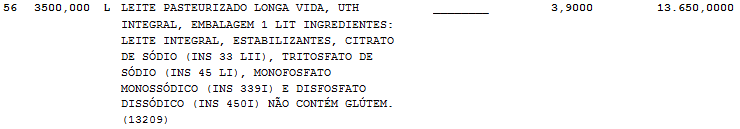 56 3500,000 L LEITE PASTEURIZADO LONGA VIDA, UTH ________ 3,9000 13.650,0000
INTEGRAL, EMBALAGEM 1 LIT INGREDIENTES:
LEITE INTEGRAL, ESTABILIZANTES, CITRATO
DE SÓDIO (INS 33 LII), TRITOSFATO DE
SÓDIO (INS 45 LI), MONOFOSFATO
MONOSSÓDICO (INS 339I) E DISFOSFATO
DISSÓDICO (INS 450I) NÃO CONTÉM GLÚTEM.
(13209)